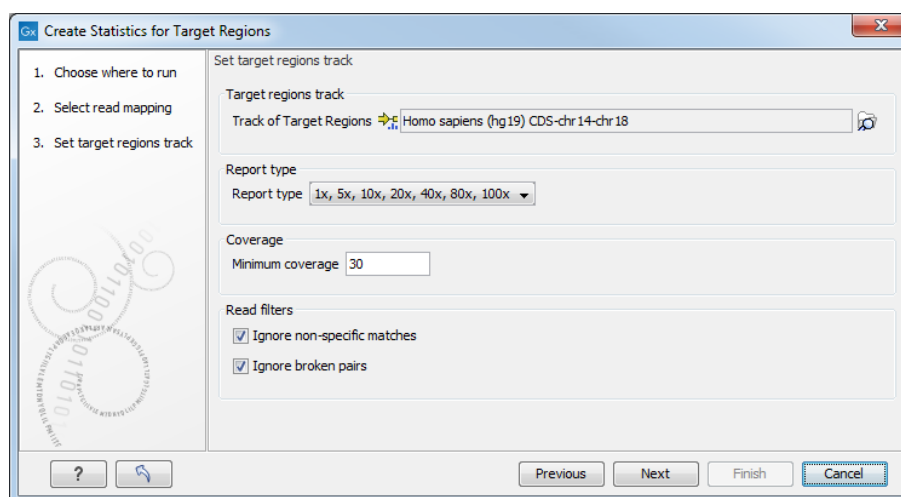 Gx Create Statistics for Target Regions
1. Choose where to run
2. Select read mapping
3. Set target regions track
Set target regions track
Target regions track
Track of Target Regions Homo sapiens (hg19) CDS-chr14-chr18
Report type
Report type 1x, 5x, 10x, 20x, 40x, 80x, 100x
Coverage
Minimum coverage 30
Read filters
Ignore non-specific matches
Ignore broken pairs
? Previous Next Finish Cancel